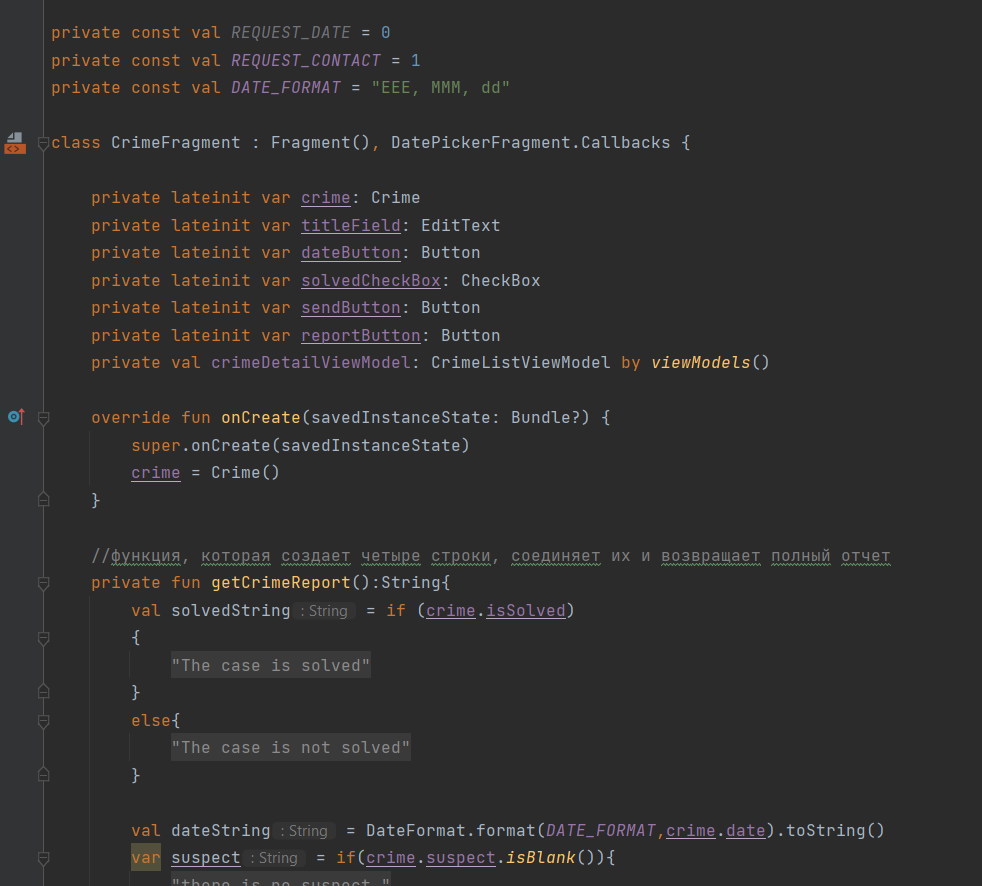 private const val REQUEST_DATE = 0
private const val REQUEST_CONTACT = 1
private const val DATE_FORMAT = "EEE, MMM, dd"
class CrimeFragment : Fragment(), DatePickerFragment.Callbacks {
private lateinit var crime: Crime
private lateinit var titleField: EditText
private lateinit var dateButton: Button
private lateinit var solvedCheckBox: CheckBox
private lateinit var sendButton: Button
private lateinit var reportButton: Button
private val crimeDetailViewModel: CrimeListViewModel by viewModels()
override fun onCreate(savedInstanceState: Bundle?) {
super.onCreate(savedInstanceState)
crime = Crime()
}
//функция, которая создает четыре строки, соединяет их и возвращает полный отчет
private fun getCrimeReport():String{
val solvedString : String = if (crime.isSolved)
{
"The case is solved"
}
else{
"The case is not solved"
}
val dateString : String = DateFormat.format(DATE_FORMAT,crime.date).toString()
var suspect : String = if(crime.suspect.isBlank()){
"there is no suspect "